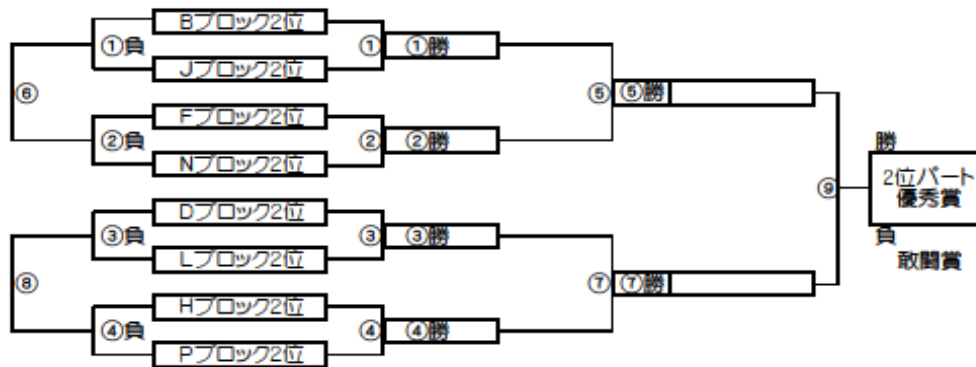 Bブロック2位
①負 ① ①勝
Jブロック2位
⑥ ⑤ ⑤勝
Fブロック2位
②負 ② ②勝
Nブロック2位
勝
⑨ 2位パート
優秀賞
Dブロック2位
③負 ③ ③勝
負
Lブロック2位
敢闘賞
⑧ ⑦ ⑦勝
Hブロック2位
④負 ④ ④勝
Pブロック2位